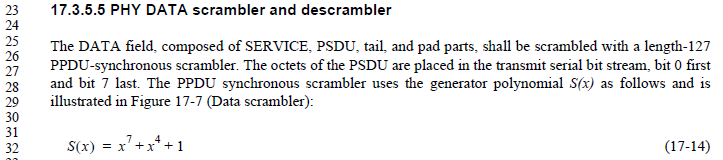 23 17.3.5.5 PHY DATA scrambler and descrambler
24
25 The DATA field, composed of SERVICE, PSDU, tail, and pad parts, shall be scrambled with a length-127
26 PPDU-synchronous scrambler. The octets of the PSDU are placed in the transmit serial bit stream, bit 0 first
27
28 and bit 7 last. The PPDU synchronous scrambler uses the generator polynomial S(x) as follows and is
29 illustrated in Figure 17-7 (Data scrambler):
30
31
32 S(x) = x⁷ + x⁴ + 1 (17-14)